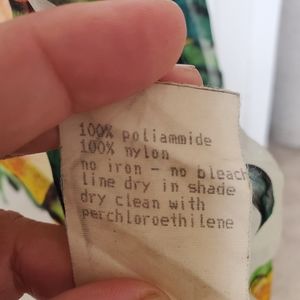 100% poliammide
100% nylon
no iron - no bleach
line dry in shade
dry clean with
perchloroethilene